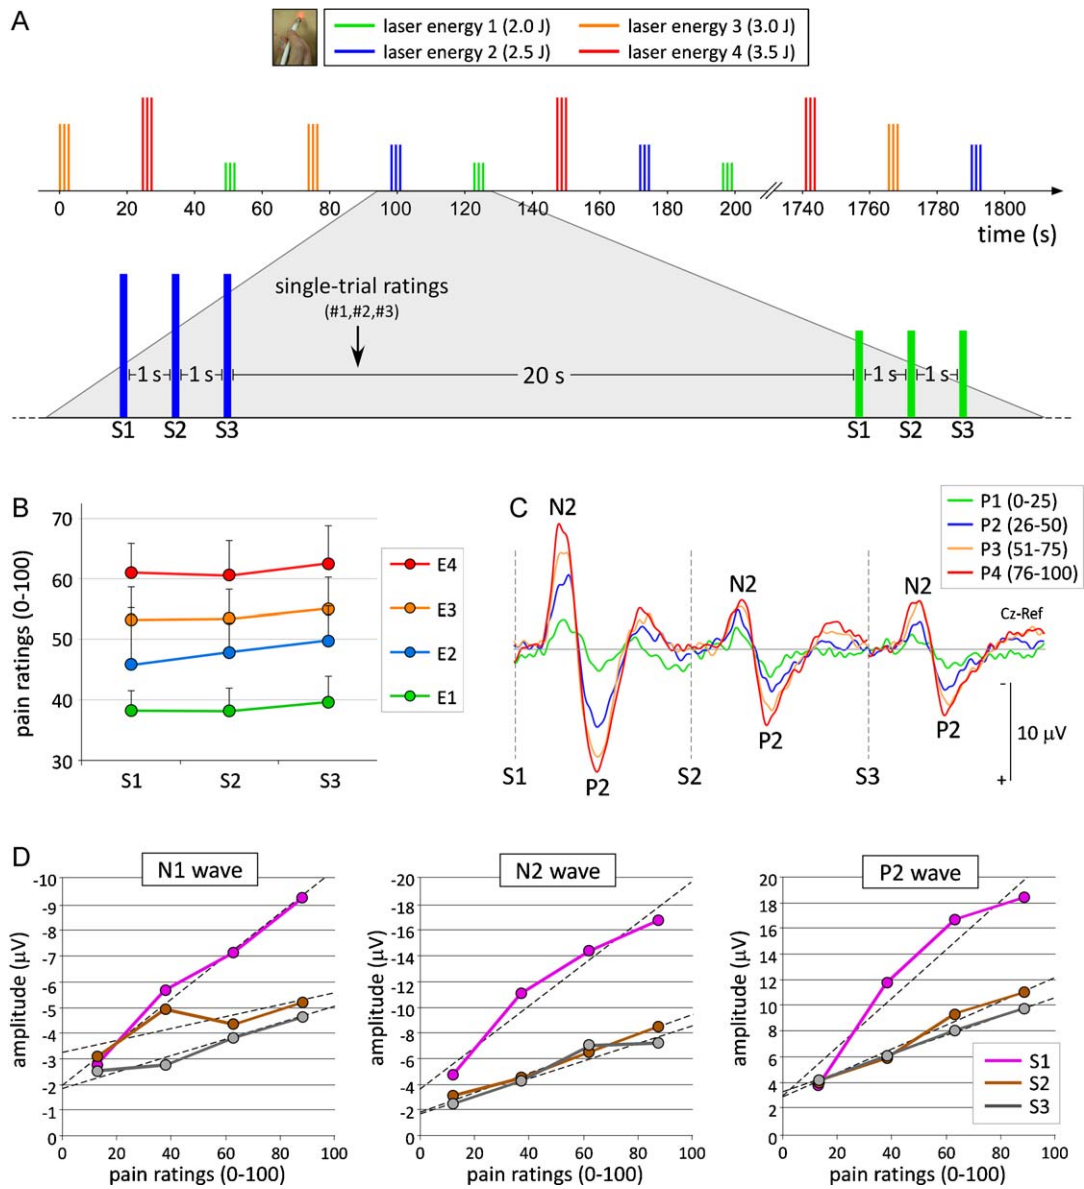 A
laser energy 1 (2.0 J)
laser energy 3 (3.0 J)
laser energy 2 (2.5 J)
laser energy 4 (3.5 J)
0 20 40 60 80 100 120 140 160 180 200 1740 1760 1780 1800
time (s)
single-trial ratings
(#1,#2,#3)
1 s 1 s 20 s 1 s 1 s
S1 S2 S3 S1 S2 S3
B
pain ratings (0-100)
70
60
50
40
30
S1 S2 S3
E4
E3
E2
E1
C
P1 (0-25)
P2 (26-50)
P3 (51-75)
P4 (76-100)
N2
N2
N2
Cz-Ref
-
10 μV
+
P2
P2
P2
S1 S2 S3
D
N1 wave
amplitude (μV)
-10
-9
-8
-7
-6
-5
-4
-3
-2
-1
0
0 20 40 60 80 100
pain ratings (0-100)
N2 wave
amplitude (μV)
-20
-18
-16
-14
-12
-10
-8
-6
-4
-2
0
0 20 40 60 80 100
pain ratings (0-100)
P2 wave
amplitude (μV)
20
18
16
14
12
10
8
6
4
2
0
0 20 40 60 80 100
pain ratings (0-100)
S1
S2
S3